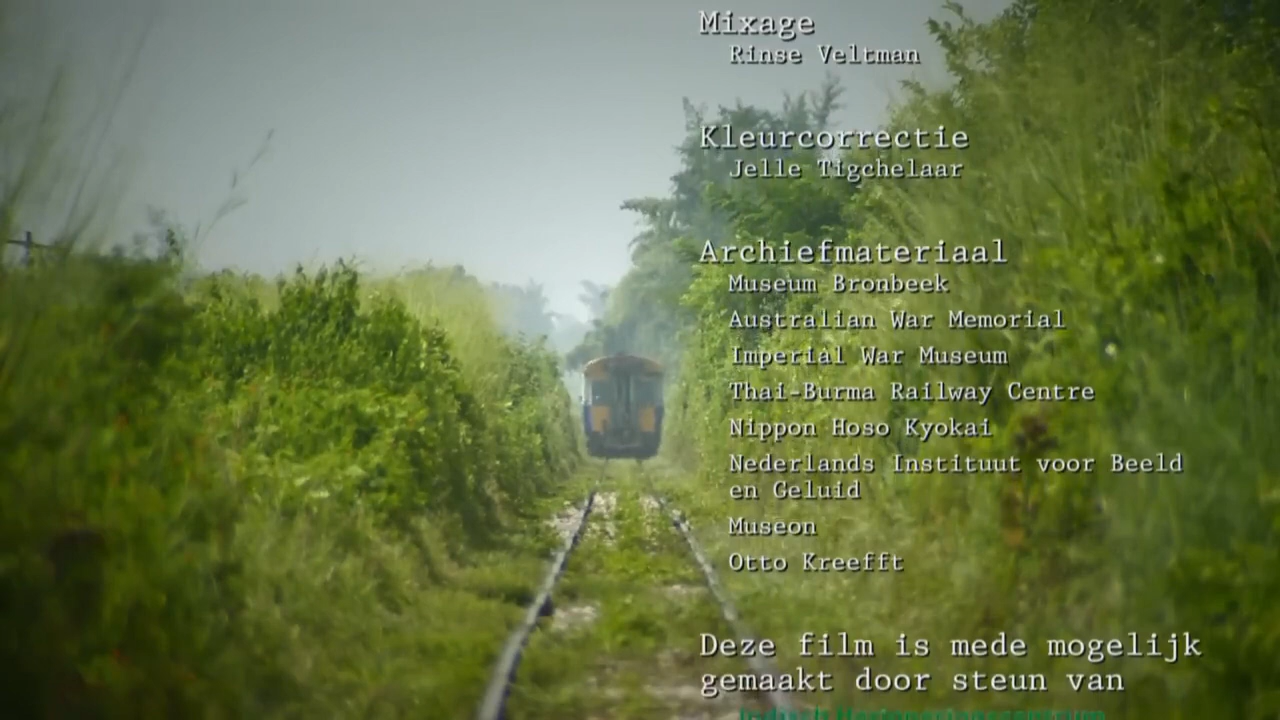 Mixage
Rinse Veltman
Kleurcorrectie
Jelle Tigchelaar
Archiefmateriaal
Museum Bronbeek
Australian War Memorial
Imperial War Museum
Thai-Burma Railway Centre
Nippon Hoso Kyokai
Nederlands Instituut voor Beeld
en Geluid
Museon
Otto Kreefft
Deze film is mede mogelijk
gemaakt door steun van